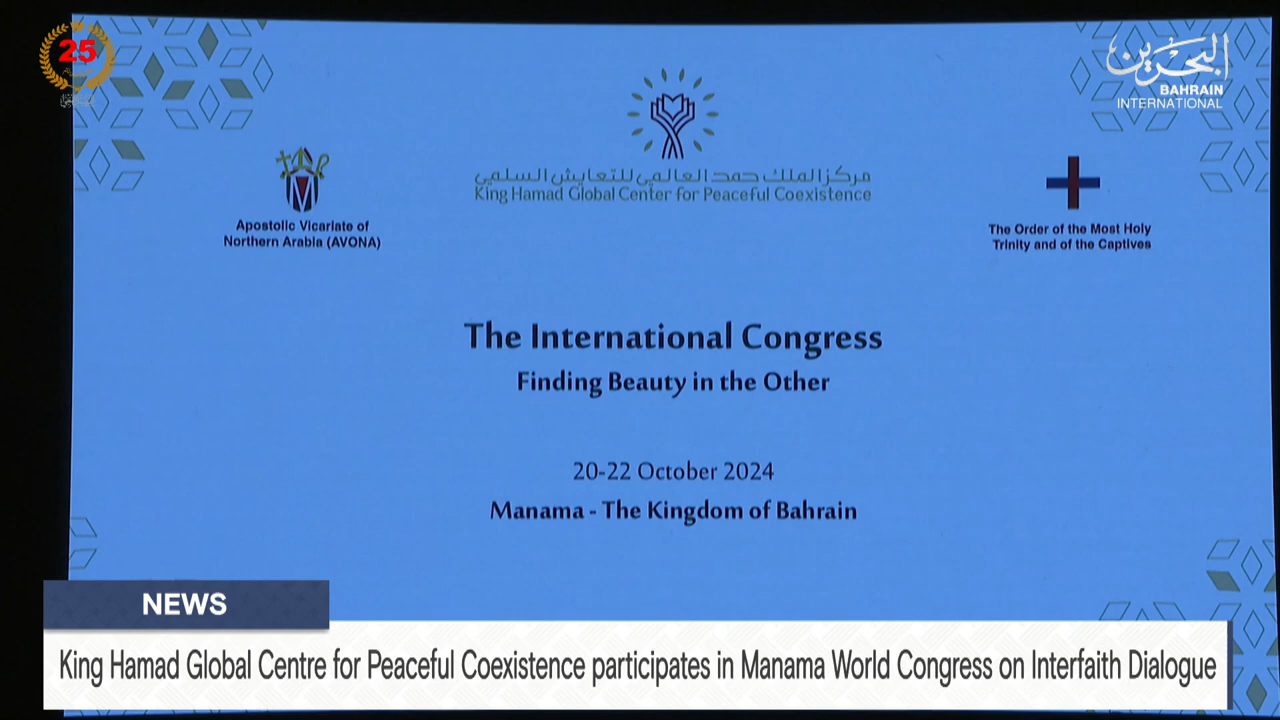 25
البحرين
BAHRAIN
INTERNATIONAL
مركز الملك حمد العالمي للتعايش السلمي
King Hamad Global Center for Peaceful Coexistence
Apostolic Vicariate of
Northern Arabia (AVONA)
The Order of the Most Holy
Trinity and of the Captives
The International Congress
Finding Beauty in the Other
20-22 October 2024
Manama - The Kingdom of Bahrain
NEWS
King Hamad Global Centre for Peaceful Coexistence participates in Manama World Congress on Interfaith Dialogue